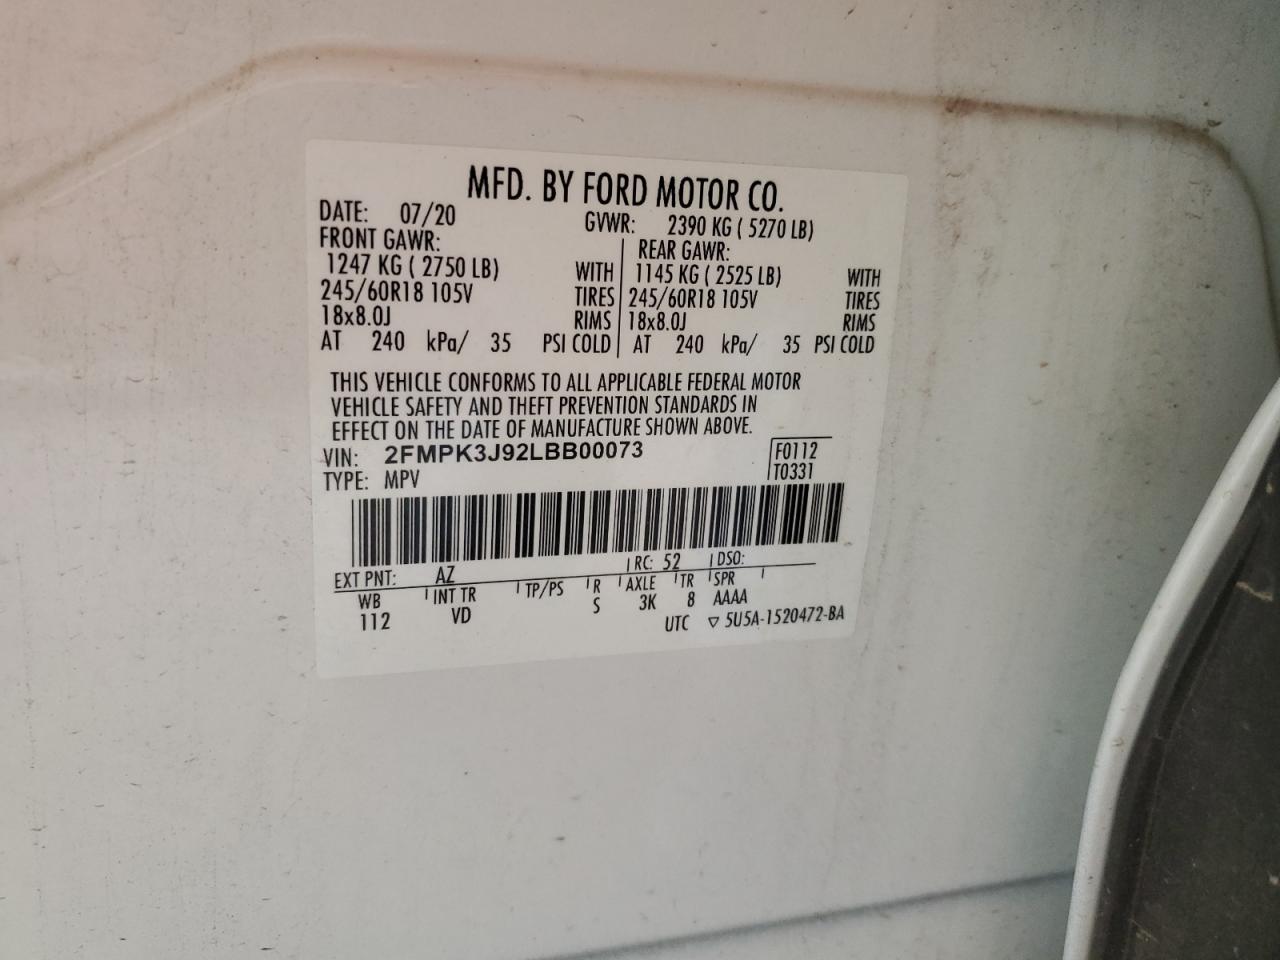 MFD. BY FORD MOTOR CO.
DATE: 07/20 GVWR: 2390 KG ( 5270 LB)
FRONT GAWR: REAR GAWR:
1247 KG ( 2750 LB) WITH 1145 KG ( 2525 LB) WITH
245/60R18 105V TIRES 245/60R18 105V TIRES
18x8.0J RIMS 18x8.0J RIMS
AT 240 kPa/ 35 PSI COLD AT 240 kPa/ 35 PSI COLD
THIS VEHICLE CONFORMS TO ALL APPLICABLE FEDERAL MOTOR
VEHICLE SAFETY AND THEFT PREVENTION STANDARDS IN
EFFECT ON THE DATE OF MANUFACTURE SHOWN ABOVE.
VIN: 2FMPK3J92LBB00073 F0112
TYPE: MPV T0331
EXT PNT: AZ RC: 52 DSO:
WB INT TR TP/PS R AXLE TR SPR
112 VD S 3K 8 AAAA
UTC ▽ 5U5A-1520472-BA